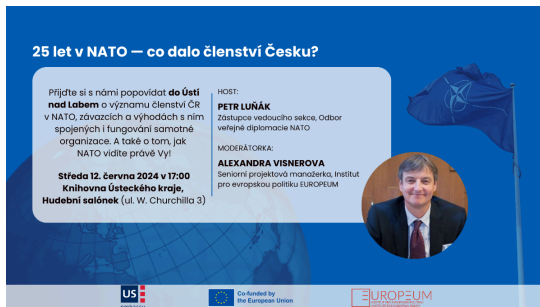 25 let v NATO — co dalo členství Česku?
Přijďte si s námi popovídat do Ústí
nad Labem o významu členství ČR
v NATO, závazcích a výhodách s ním
spojených i fungování samotné
organizace. A také o tom, jak
NATO vidíte právě Vy!
Středa 12. června 2024 v 17:00
Knihovna Ústeckého kraje,
Hudební salónek (ul. W. Churchilla 3)
HOST:
PETR LUŇÁK
Zástupce vedoucího sekce, Odbor
veřejné diplomacie NATO
MODERÁTORKA:
ALEXANDRA VISNEROVA
Seniorní projektová manažerka, Institut
pro evropskou politiku EUROPEUM
US
Co-funded by
the European Union
EUROPEUM